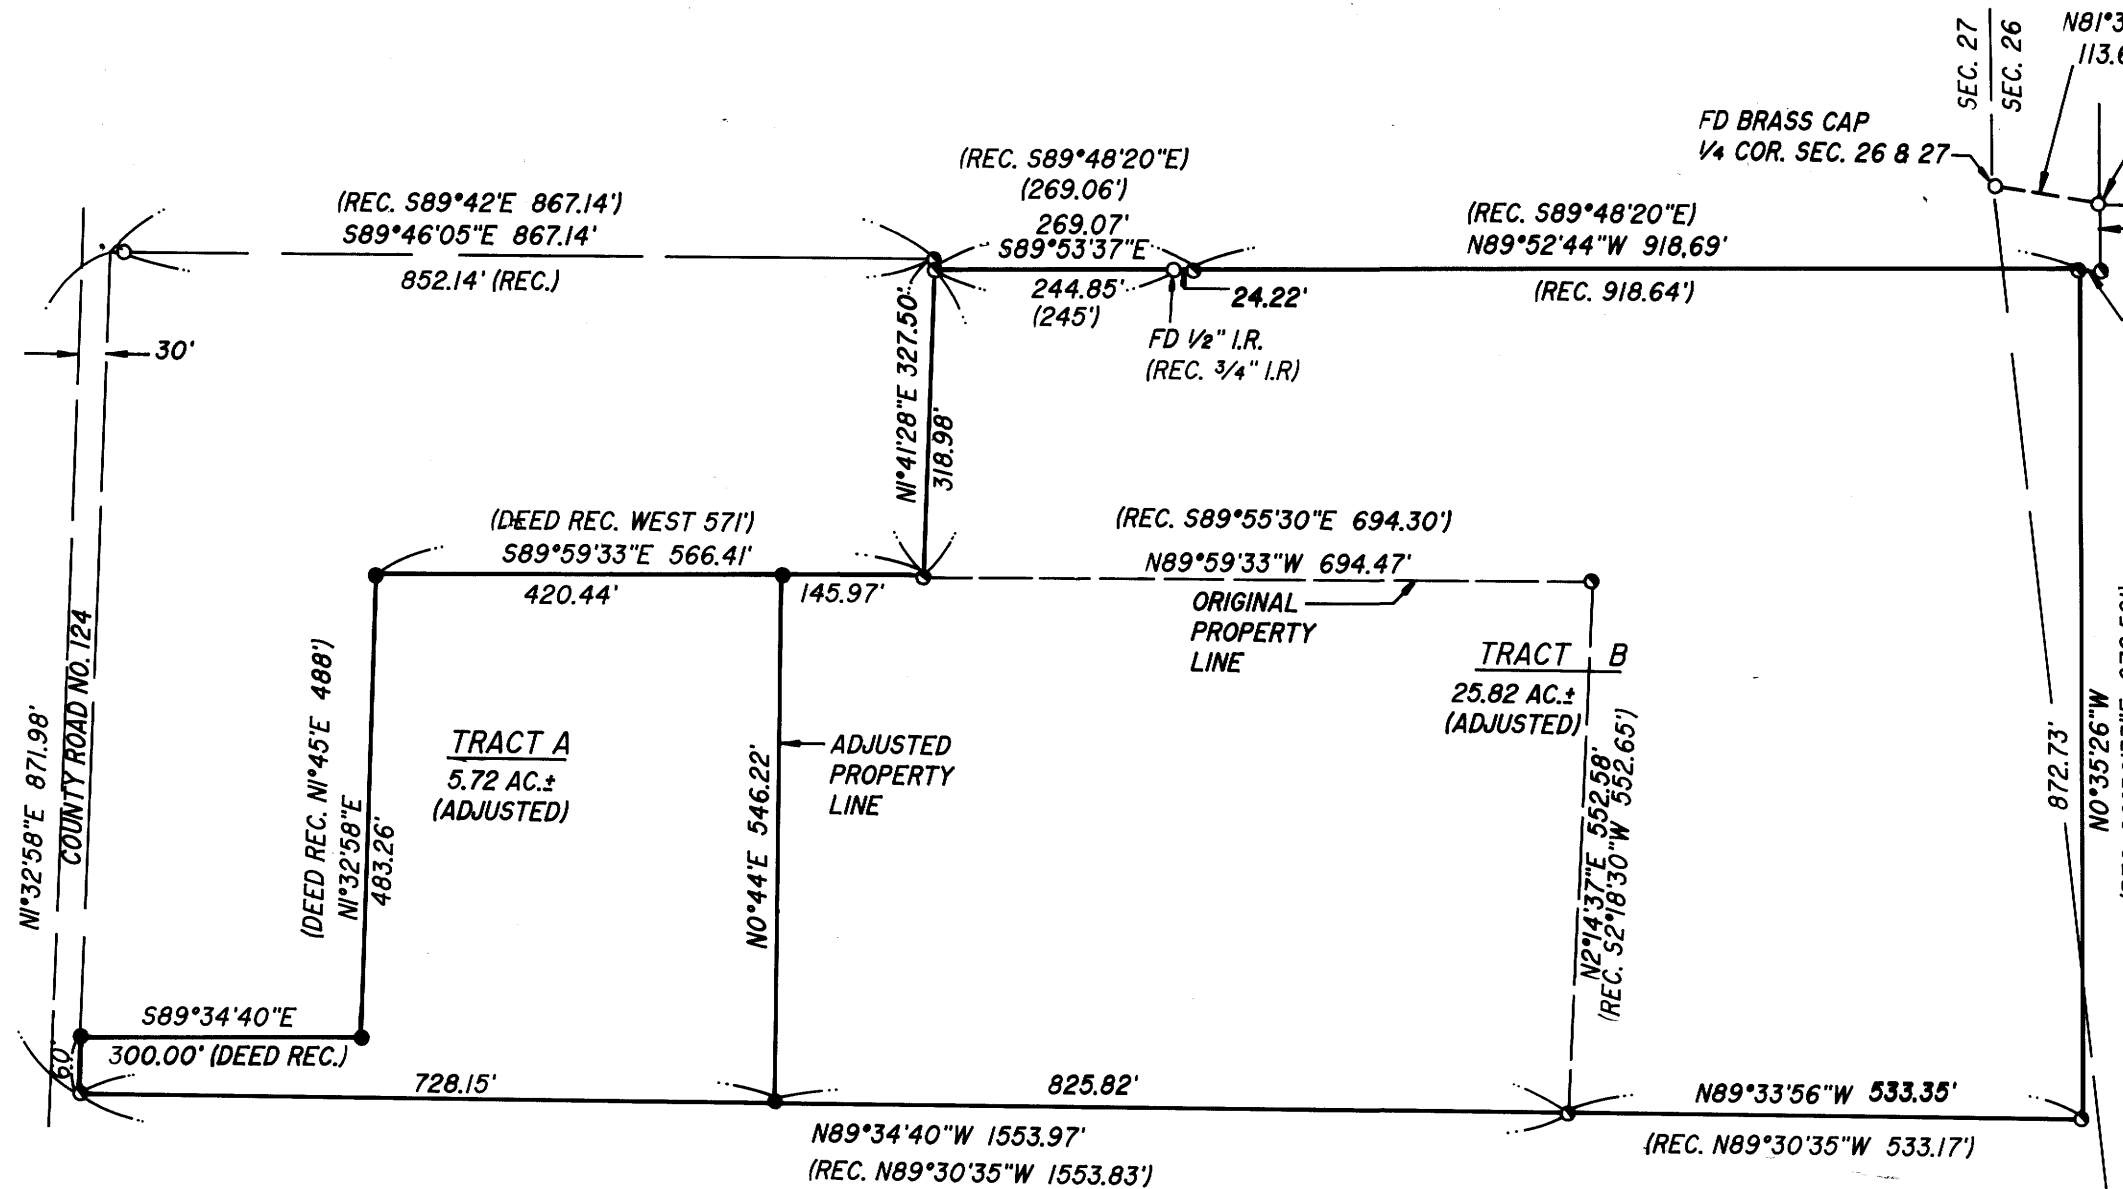 SEC. 27
SEC. 26
N81°3
113.6
FD BRASS CAP
1/4 COR. SEC. 26 & 27
(REC. S89°48'20"E)
(269.06')
269.07'
S89°53'37"E
244.85'
(245')
24.22'
FD 1/2" I.R.
(REC. 3/4" I.R)
(REC. S89°42'E 867.14')
S89°46'05"E 867.14'
852.14' (REC.)
(REC. S89°48'20"E)
N89°52'44"W 918.69'
(REC. 918.64')
30'
N1°41'28"E 327.50'
318.98'
(DEED REC. WEST 571')
S89°59'33"E 566.41'
420.44'
145.97'
(REC. S89°55'30"E 694.30')
N89°59'33"W 694.47'
ORIGINAL
PROPERTY
LINE
TRACT B
25.82 AC.±
(ADJUSTED)
N1°32'58"E 871.98'
COUNTY ROAD NO. 124
(DEED REC. N1°45'E 488')
N1°32'58"E
483.26'
TRACT A
5.72 AC.±
(ADJUSTED)
ADJUSTED
PROPERTY
LINE
N0°44'E 546.22'
N2°14'37"E 552.58'
(REC. S2°18'30"W 552.65')
872.73'
N0°35'26"W
S89°34'40"E
300.00' (DEED REC.)
60'
728.15'
825.82'
N89°33'56"W 533.35'
N89°34'40"W 1553.97'
(REC. N89°30'35"W 1553.83')
(REC. N89°30'35"W 533.17')